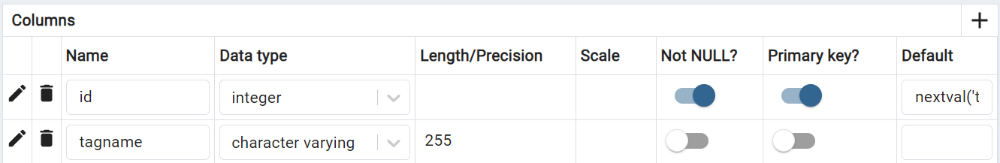 Columns
Name Data type Length/Precision Scale Not NULL? Primary key? Default
id integer nextval('t
tagname character varying 255